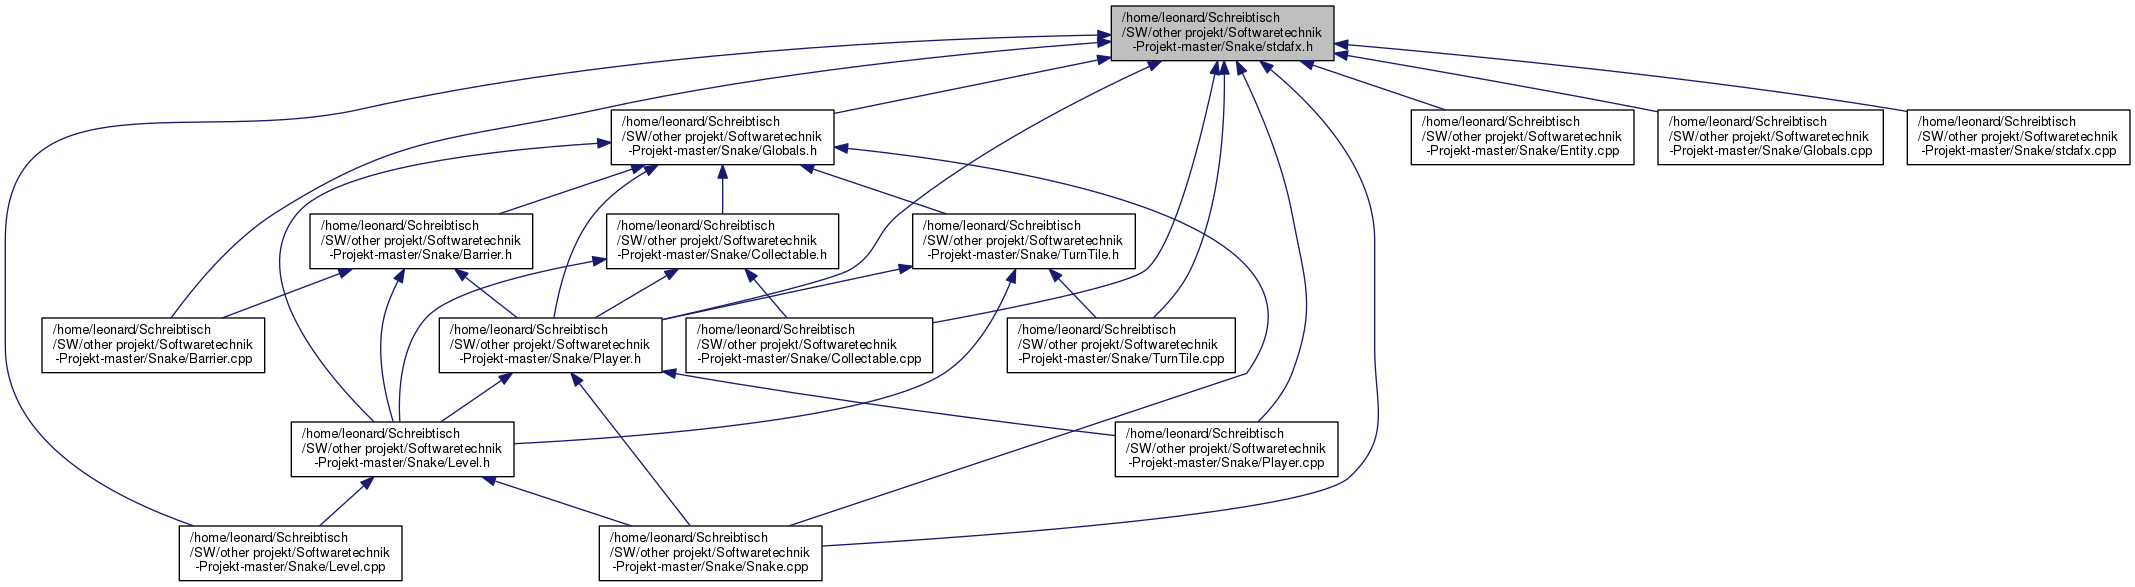 /home/leonard/Schreibtisch
/SW/other projekt/Softwaretechnik
-Projekt-master/Snake/stdafx.h
/home/leonard/Schreibtisch
/SW/other projekt/Softwaretechnik
-Projekt-master/Snake/Globals.h
/home/leonard/Schreibtisch
/SW/other projekt/Softwaretechnik
-Projekt-master/Snake/Entity.cpp
/home/leonard/Schreibtisch
/SW/other projekt/Softwaretechnik
-Projekt-master/Snake/Globals.cpp
/home/leonard/Schreibtisch
/SW/other projekt/Softwaretechnik
-Projekt-master/Snake/stdafx.cpp
/home/leonard/Schreibtisch
/SW/other projekt/Softwaretechnik
-Projekt-master/Snake/Barrier.h
/home/leonard/Schreibtisch
/SW/other projekt/Softwaretechnik
-Projekt-master/Snake/Collectable.h
/home/leonard/Schreibtisch
/SW/other projekt/Softwaretechnik
-Projekt-master/Snake/TurnTile.h
/home/leonard/Schreibtisch
/SW/other projekt/Softwaretechnik
-Projekt-master/Snake/Barrier.cpp
/home/leonard/Schreibtisch
/SW/other projekt/Softwaretechnik
-Projekt-master/Snake/Player.h
/home/leonard/Schreibtisch
/SW/other projekt/Softwaretechnik
-Projekt-master/Snake/Collectable.cpp
/home/leonard/Schreibtisch
/SW/other projekt/Softwaretechnik
-Projekt-master/Snake/TurnTile.cpp
/home/leonard/Schreibtisch
/SW/other projekt/Softwaretechnik
-Projekt-master/Snake/Level.h
/home/leonard/Schreibtisch
/SW/other projekt/Softwaretechnik
-Projekt-master/Snake/Player.cpp
/home/leonard/Schreibtisch
/SW/other projekt/Softwaretechnik
-Projekt-master/Snake/Level.cpp
/home/leonard/Schreibtisch
/SW/other projekt/Softwaretechnik
-Projekt-master/Snake/Snake.cpp